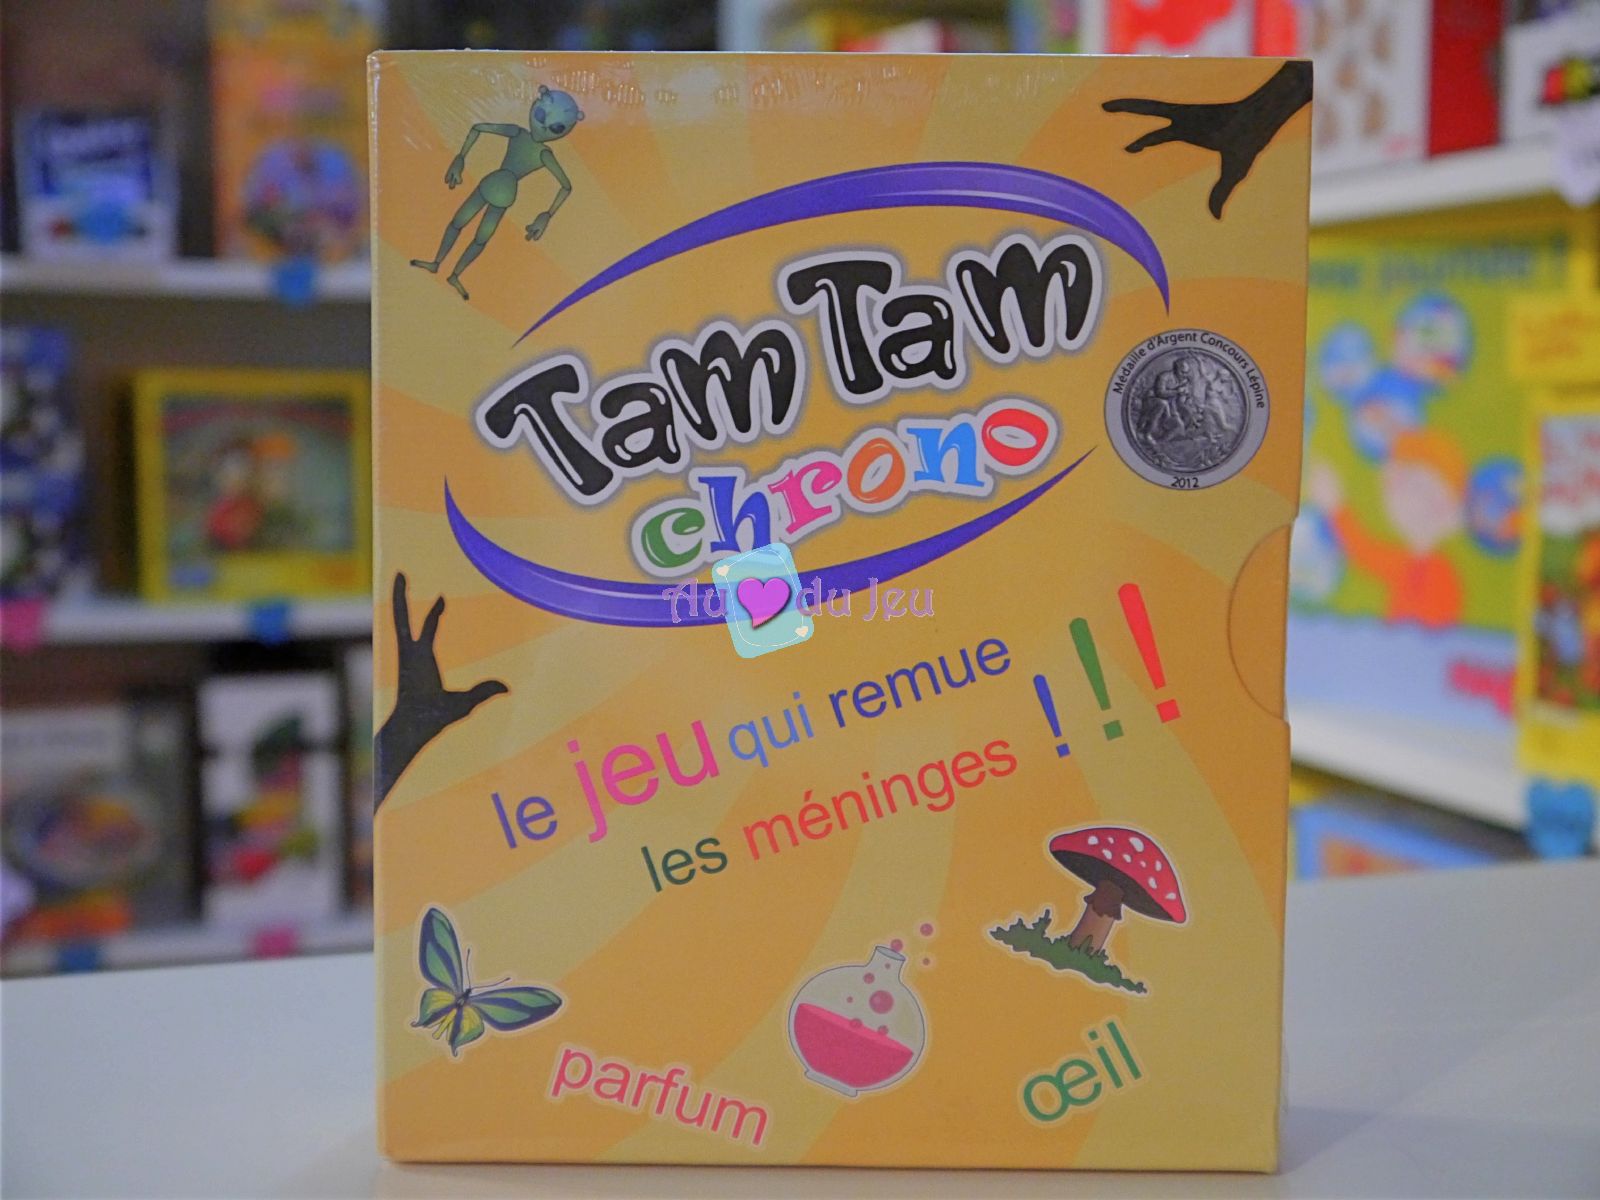 Tam Tam
chrono
Médaille d'Argent Concours Lépine
2012
Au du Jeu
le jeu qui remue
les méninges !!!
parfum
œil